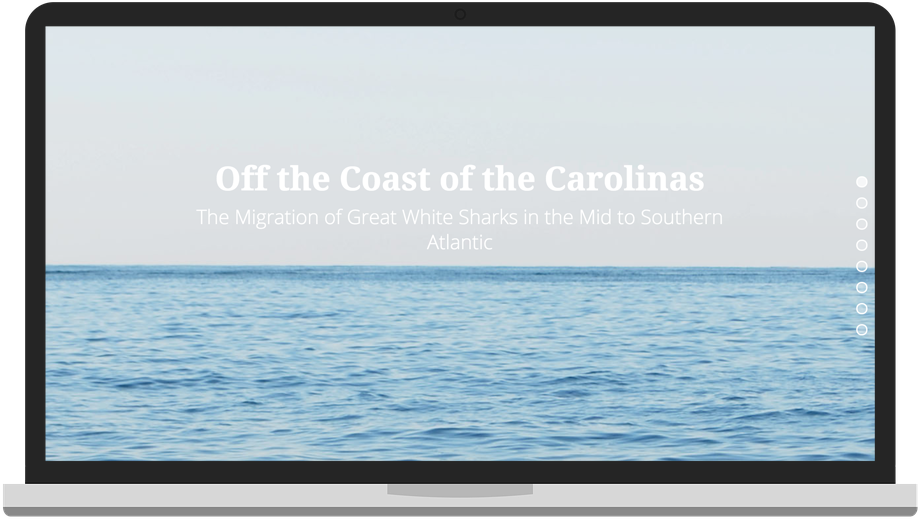 Off the Coast of the Carolinas
The Migration of Great White Sharks in the Mid to Southern
Atlantic